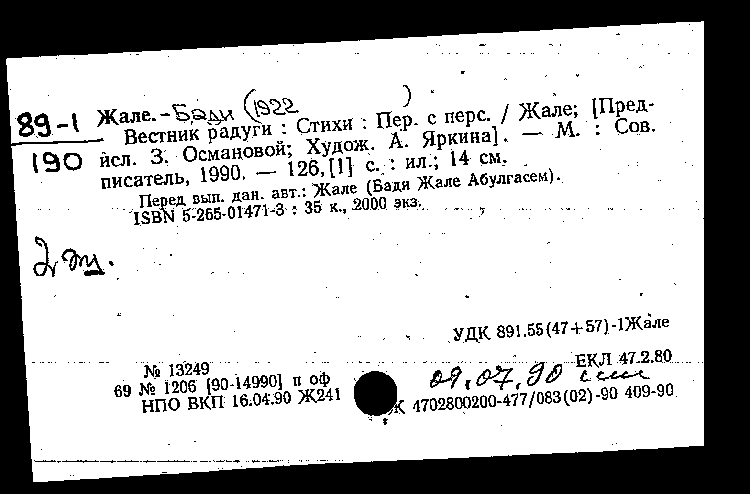 89-1 Жале. - Бади (1922 )
Вестник радуги : Стихи : Пер. с перс. / Жале; [Пред-
190 исл. З. Османовой; Худож. А. Яркина]. — М. : Сов.
писатель, 1990. — 126,[1] с. : ил.; 14 см.
Перед вып. дан. авт.: Жале (Бадя Жале Абулгасем).
ISBN 5-265-01471-3 : 35 к., 2000 экз.
2 эк.
УДК 891.55(47+57)-1Жале
№ 13249
ЕКЛ 47.2.80
69 № 1206 [90-14990] п оф
09.07.90
НПО ВКП 16.04.90 Ж241
К 4702800200-477/083(02)-90 409-90